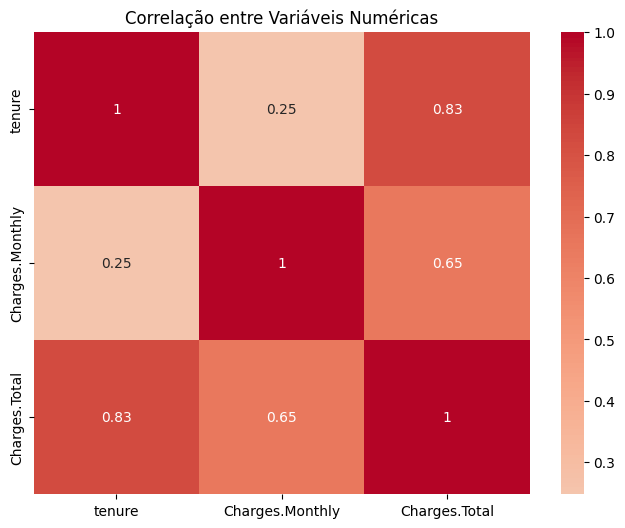 Correlação entre Variáveis Numéricas
tenure
1
0.25
0.83
Charges.Monthly
0.25
1
0.65
Charges.Total
0.83
0.65
1
tenure
Charges.Monthly
Charges.Total
1.0
0.9
0.8
0.7
0.6
0.5
0.4
0.3